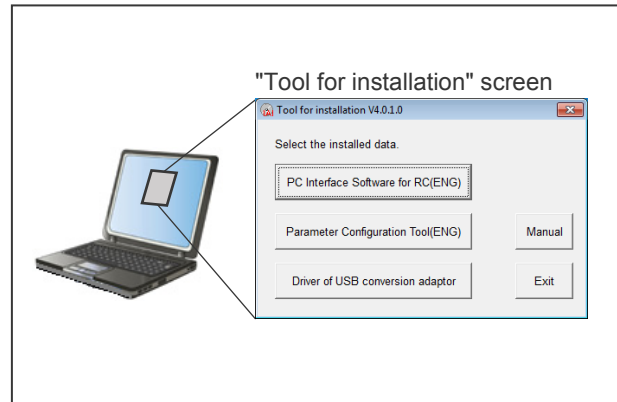 "Tool for installation" screen
Tool for installation V4.0.1.0
Select the installed data.
PC Interface Software for RC(ENG)
Parameter Configuration Tool(ENG)
Manual
Driver of USB conversion adaptor
Exit